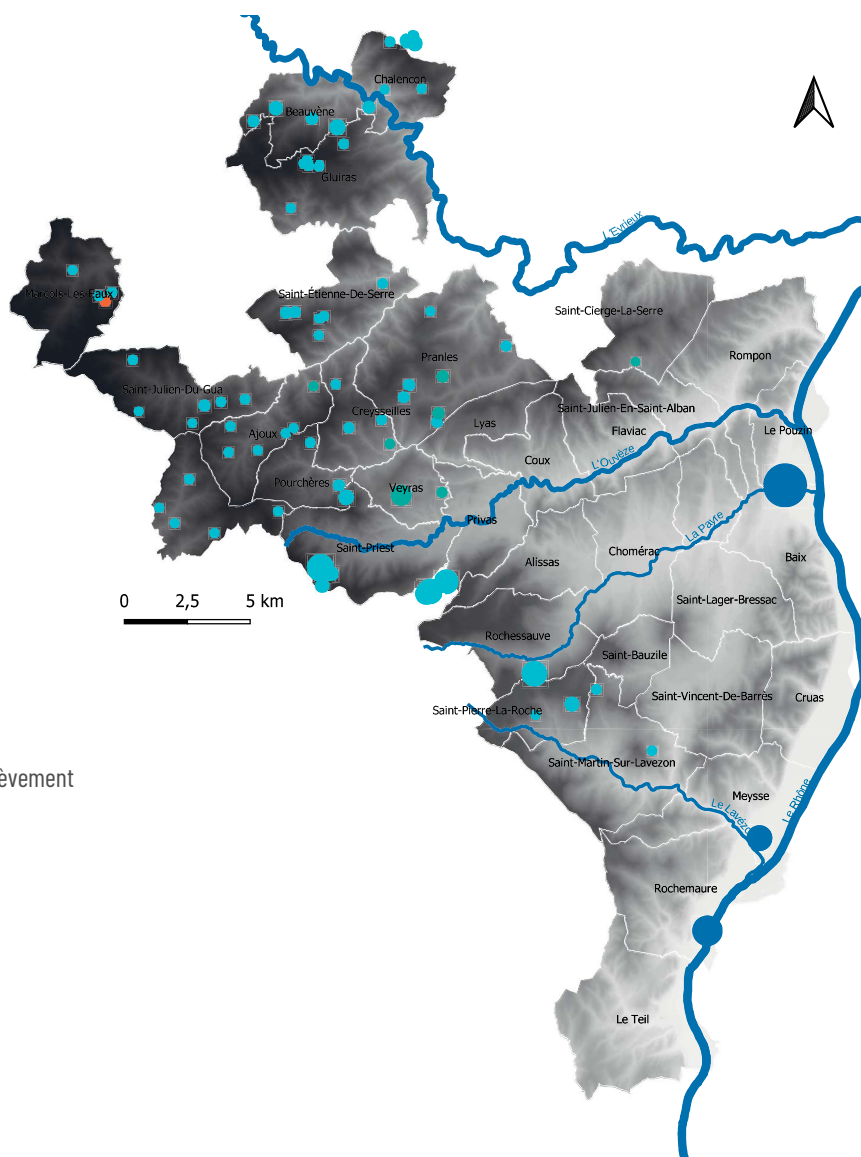 Chalencon
Beauvène
Gluiras
L'Eyrieux
Marcols-Les-Eaux
Saint-Étienne-De-Serre
Saint-Cierge-La-Serre
Pranles
Rompon
Saint-Julien-Du-Gua
Creysseilles
Saint-Julien-En-Saint-Alban
Lyas
Flaviac
Le Pouzin
Ajoux
Coux
L'Ouvèze
Pourchères
Veyras
Privas
La Payre
Saint-Priest
Chomérac
Baix
Alissas
0 2,5 5 km
Saint-Lager-Bressac
Rochessauve
Saint-Bauzile
Saint-Vincent-De-Barrès
Cruas
Saint-Pierre-La-Roche
Saint-Martin-Sur-Lavezon
èvement
Meysse
Le Rhône
Rochemaure
Le Teil